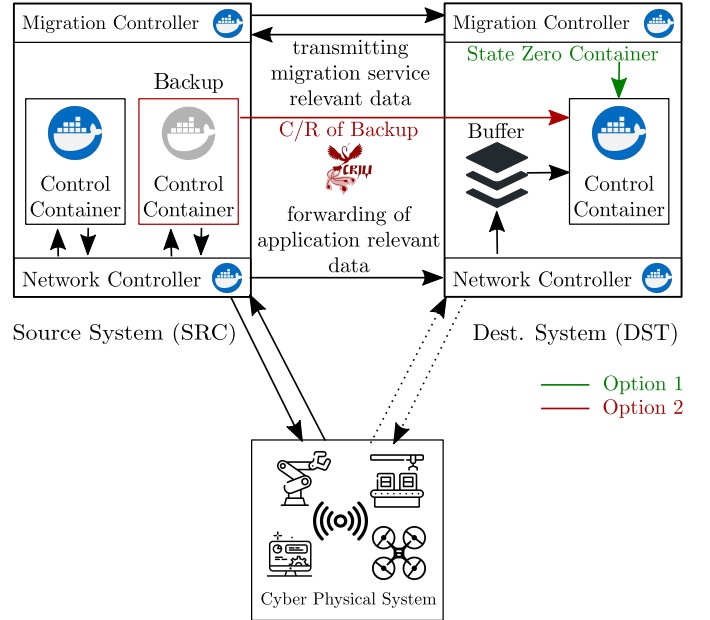 Migration Controller
Migration Controller
transmitting
migration service
relevant data
State Zero Container
Backup
C/R of Backup
CRIU
Buffer
Control
Container
Control
Container
Control
Container
forwarding of
application relevant
data
Network Controller
Network Controller
Source System (SRC)
Dest. System (DST)
Option 1
Option 2
Cyber Physical System